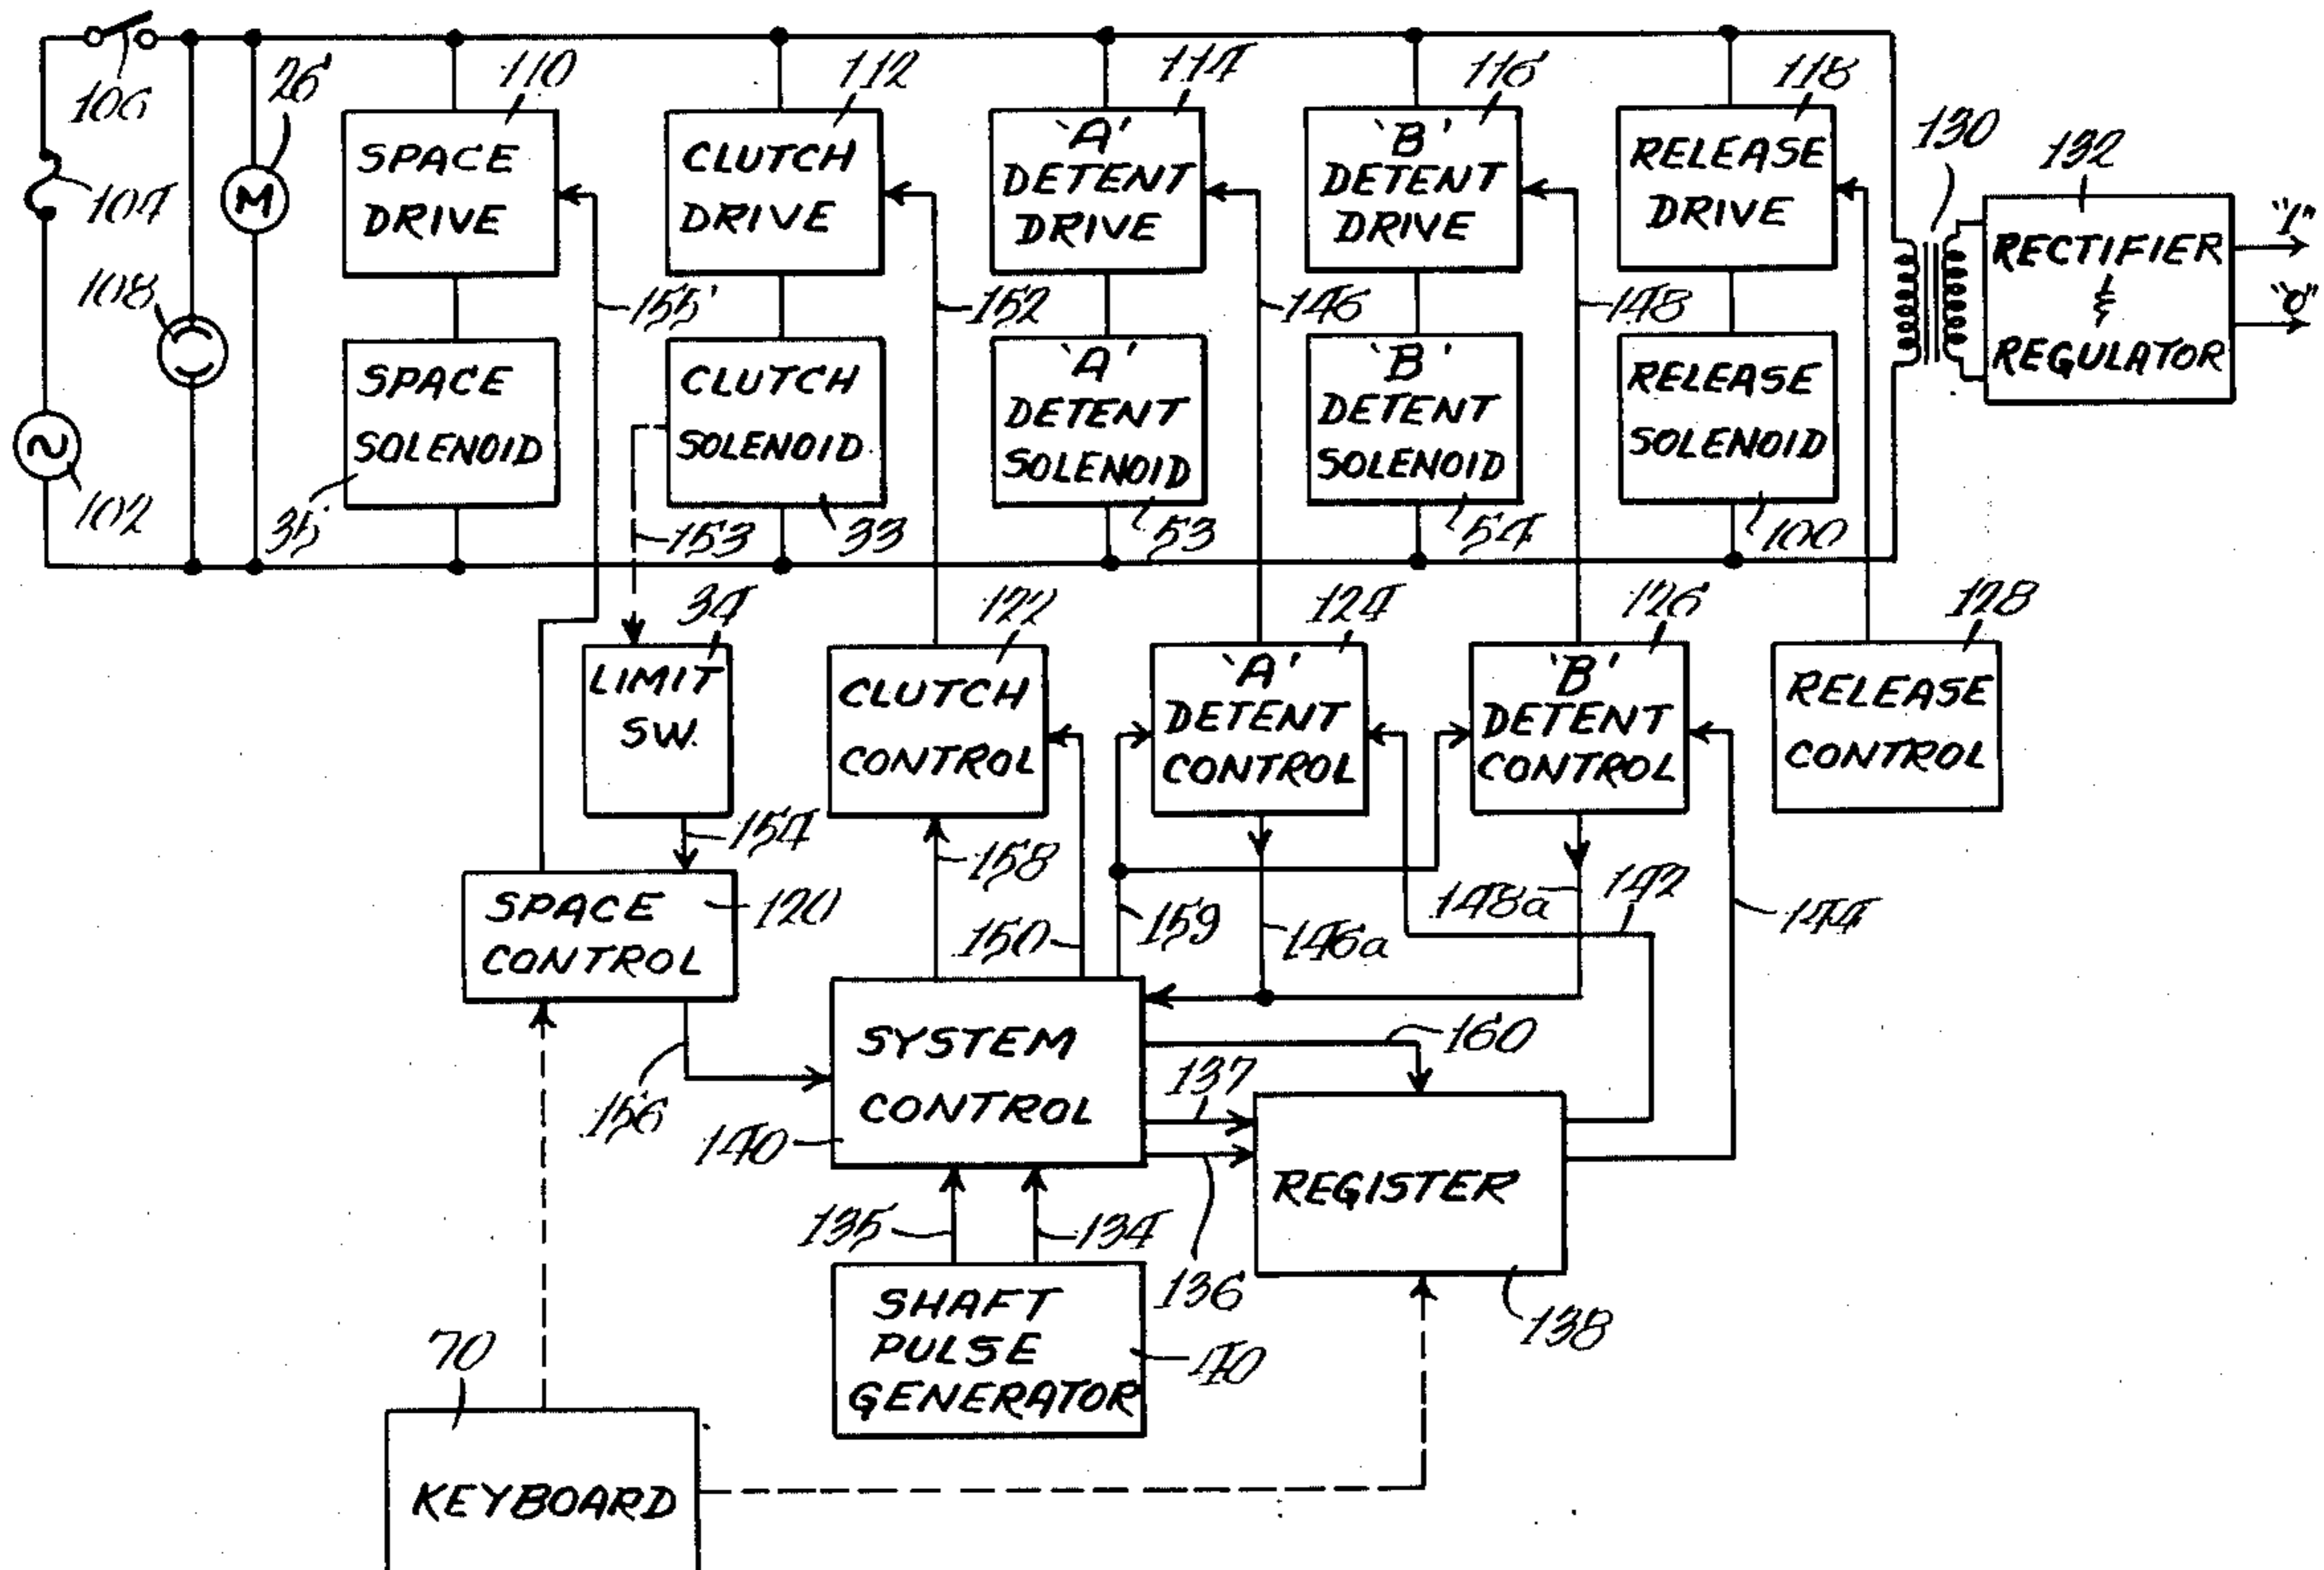 106
26
110
112
114
116
118
130
132
104
108
102
M
SPACE
DRIVE
CLUTCH
DRIVE
'A'
DETENT
DRIVE
'B'
DETENT
DRIVE
RELEASE
DRIVE
RECTIFIER
&
REGULATOR
"1"
"0"
155
152
146
148
SPACE
SOLENOID
CLUTCH
SOLENOID
'A'
DETENT
SOLENOID
'B'
DETENT
SOLENOID
RELEASE
SOLENOID
35
153
33
53
54
100
34
122
124
126
128
LIMIT
SW.
CLUTCH
CONTROL
'A'
DETENT
CONTROL
'B'
DETENT
CONTROL
RELEASE
CONTROL
154
158
150
159
146a
148a
142
144
SPACE
CONTROL
120
156
SYSTEM
CONTROL
140
160
137
136
REGISTER
138
135
134
SHAFT
PULSE
GENERATOR
40
70
KEYBOARD